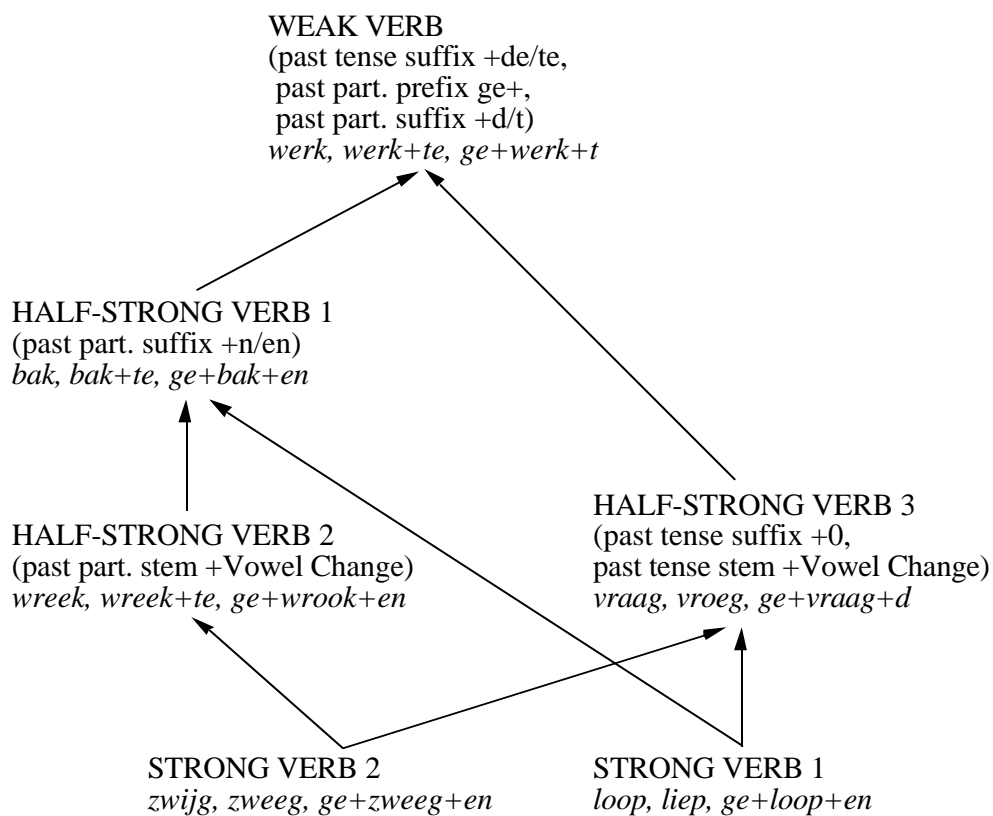 WEAK VERB
(past tense suffix +de/te,
past part. prefix ge+,
past part. suffix +d/t)
werk, werk+te, ge+werk+t
HALF-STRONG VERB 1
(past part. suffix +n/en)
bak, bak+te, ge+bak+en
HALF-STRONG VERB 2
(past part. stem +Vowel Change)
wreek, wreek+te, ge+wrook+en
HALF-STRONG VERB 3
(past tense suffix +0,
past tense stem +Vowel Change)
vraag, vroeg, ge+vraag+d
STRONG VERB 2
zwijg, zweeg, ge+zweeg+en
STRONG VERB 1
loop, liep, ge+loop+en